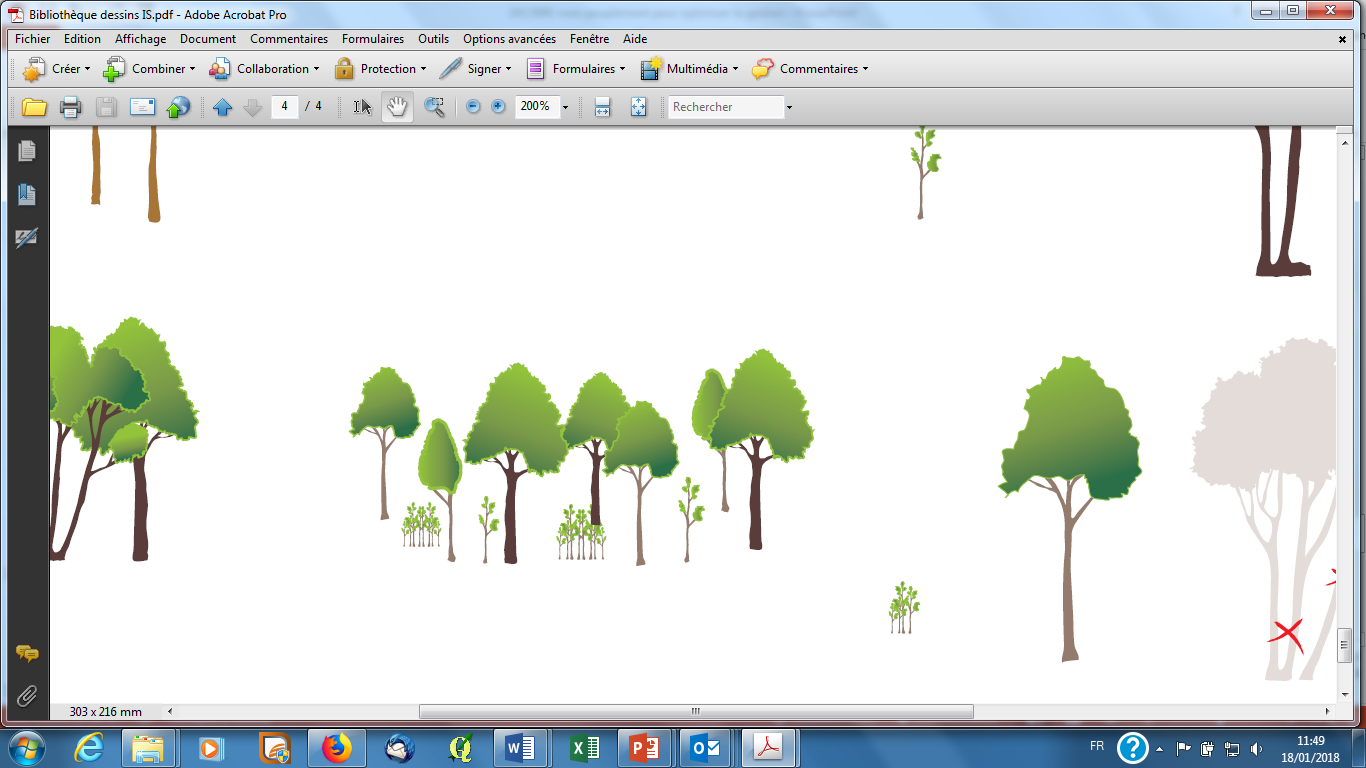 Bibliothèque dessins IS.pdf - Adobe Acrobat Pro
Fichier Edition Affichage Document Commentaires Formulaires Outils Options avancées Fenêtre Aide
Créer Combiner Collaboration Protection Signer Formulaires Multimédia Commentaires
4 / 4 200% Rechercher
303 x 216 mm
FR 11:49
18/01/2018